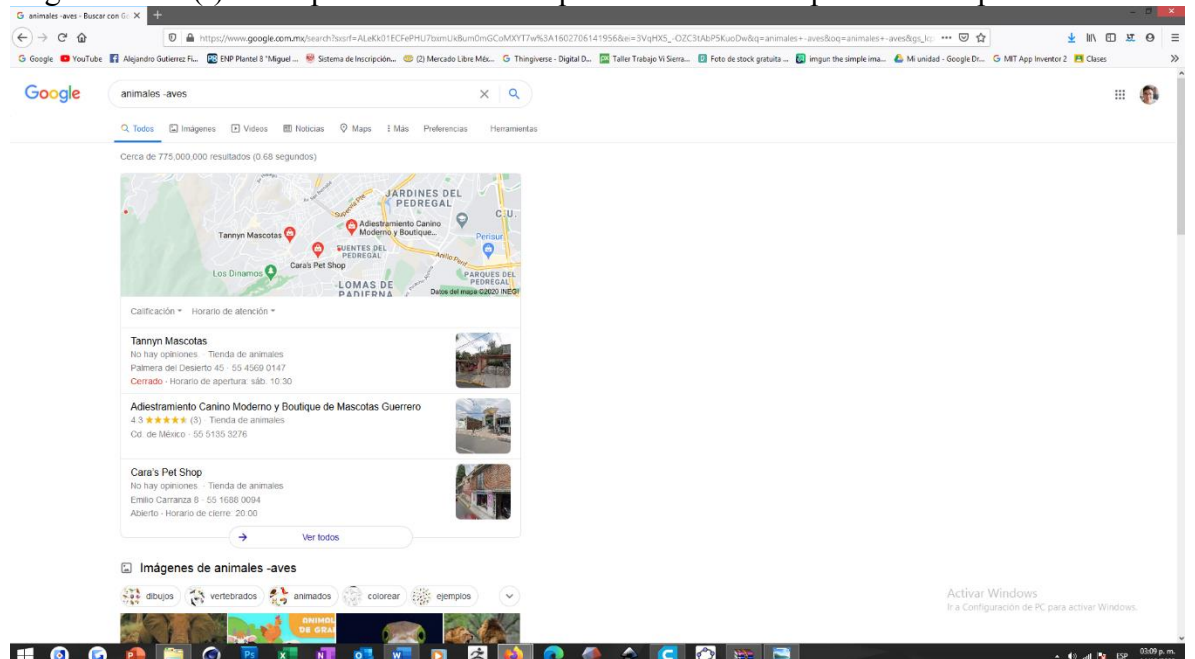 animales -aves - Buscar con Go
https://www.google.com.mx/search?sxsrf=ALeKk01ECFePHU7bxmUkBum0mGCoMXYT7w%3A1602706141956&ei=3VqHX5_-OZC3tAbP5KuoDw&q=animales+-aves&oq=animales+-aves&gs_lc
Google YouTube Alejandro Gutierrez Fi... ENP Plantel 8 "Miguel ... Sistema de Inscripción... (2) Mercado Libre Méx... Thingiverse - Digital D... Taller Trabajo Vi Sierra... Foto de stock gratuita ... imgun the simple ima... Mi unidad - Google Dr... MIT App Inventor 2 Clases
Google
animales -aves
Todos Imágenes Videos Noticias Maps Más Preferencias Herramientas
Cerca de 775,000,000 resultados (0.68 segundos)
JARDINES DEL
PEDREGAL
C.U.
Adiestramiento Canino
Moderno y Boutique...
Tannyn Mascotas
Perisur
FUENTES DEL
PEDREGAL
Cara's Pet Shop
Los Dinamos
PARQUES DEL
PEDREGAL
LOMAS DE
PADIERNA
Datos del mapa ©2020 INEGI
Calificación Horario de atención
Tannyn Mascotas
No hay opiniones · Tienda de animales
Palmera del Desierto 45 · 55 4569 0147
Cerrado · Horario de apertura: sáb. 10:30
Adiestramiento Canino Moderno y Boutique de Mascotas Guerrero
4.3 (3) · Tienda de animales
Cd. de México · 55 5135 3276
Cara's Pet Shop
No hay opiniones · Tienda de animales
Emilio Carranza 8 · 55 1688 0094
Abierto · Horario de cierre: 20:00
Ver todos
Imágenes de animales -aves
dibujos vertebrados animados colorear ejemplos
Activar Windows
Ir a Configuración de PC para activar Windows.
ESP 03:09 p. m.